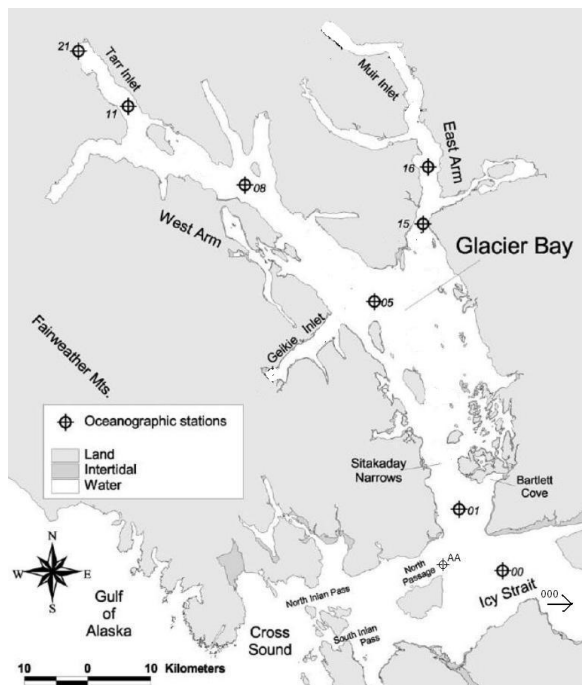 21
Tarr Inlet
11
Muir Inlet
East Arm
16
08
15
West Arm
Glacier Bay
05
Geikie Inlet
Fairweather Mts.
Oceanographic stations
Land
Intertidal
Water
Sitakaday
Narrows
Bartlett
Cove
01
N
W E
S
Gulf
of
Alaska
North
Passage
AA
00
000
Icy Strait
North Inian Pass
Cross
Sound
South Inian
Pass
10 0 10 Kilometers